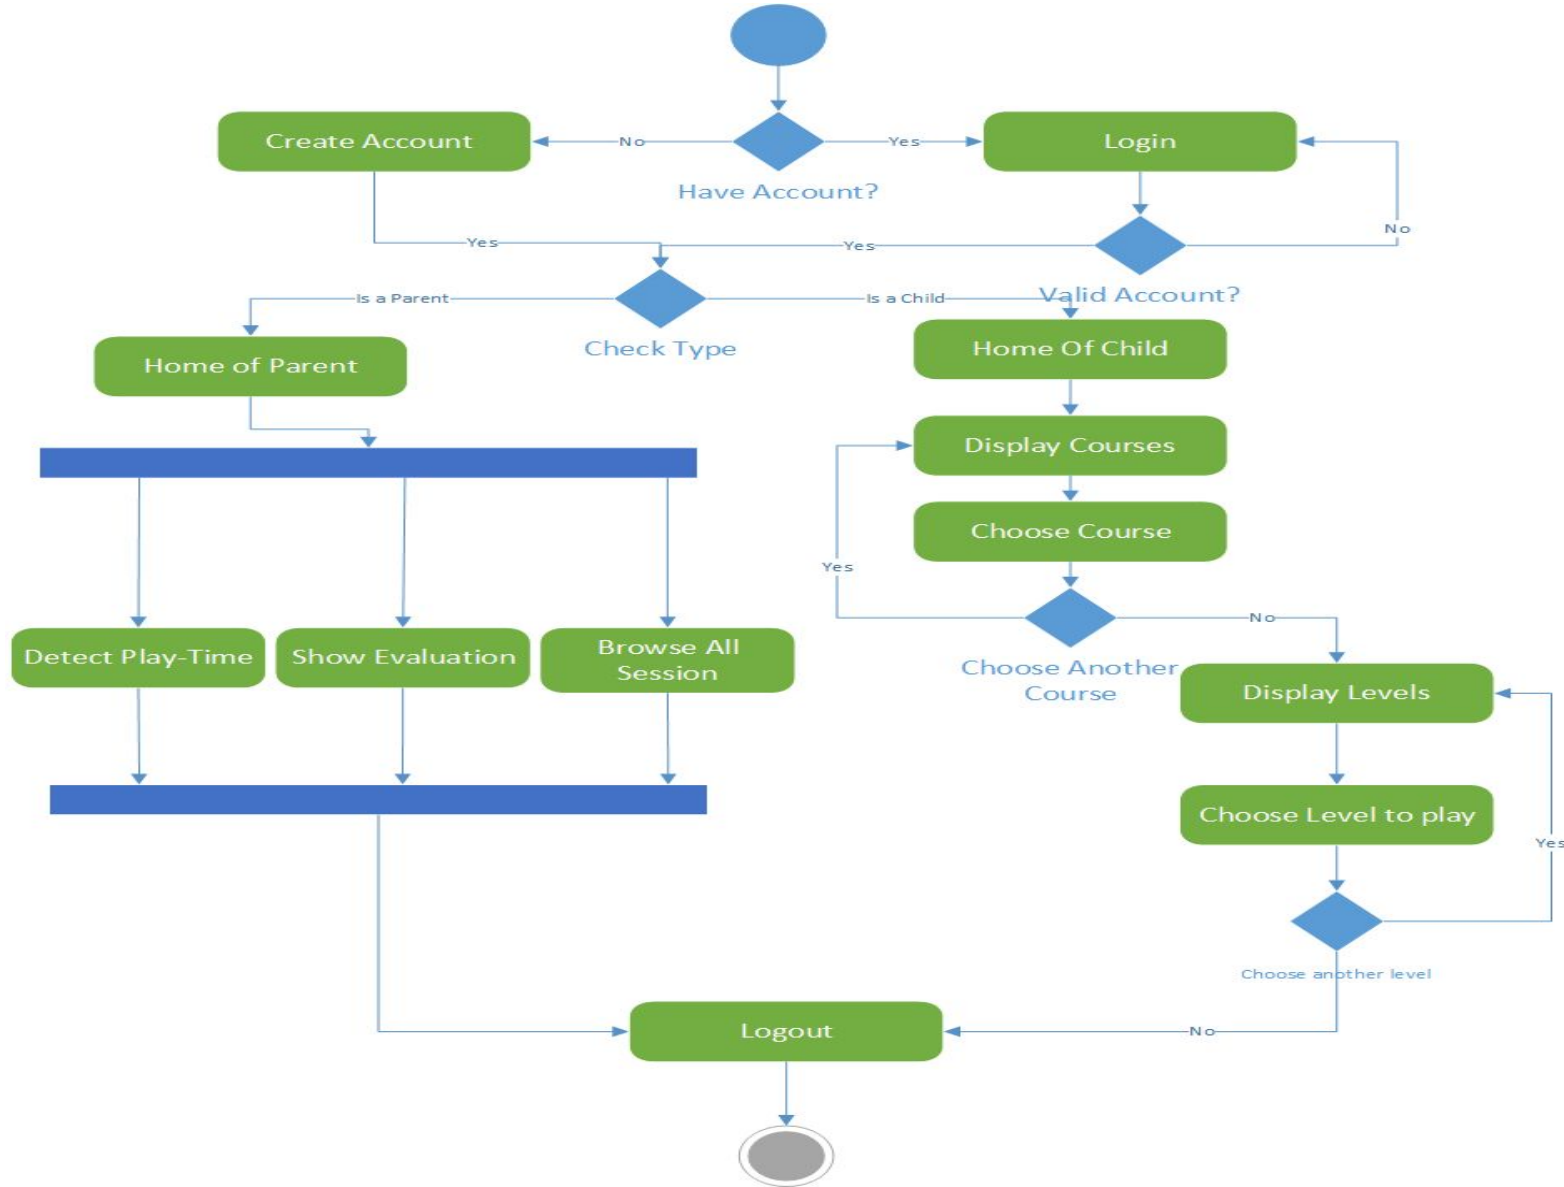 Create Account
No
Yes
Login
Have Account?
No
Yes
Yes
Is a Parent
Is a Child
Valid Account?
Check Type
Home of Parent
Home Of Child
Display Courses
Choose Course
Yes
No
Detect Play-Time
Show Evaluation
Browse All
Session
Choose Another
Course
Display Levels
Choose Level to play
Yes
Choose another level
Logout
No